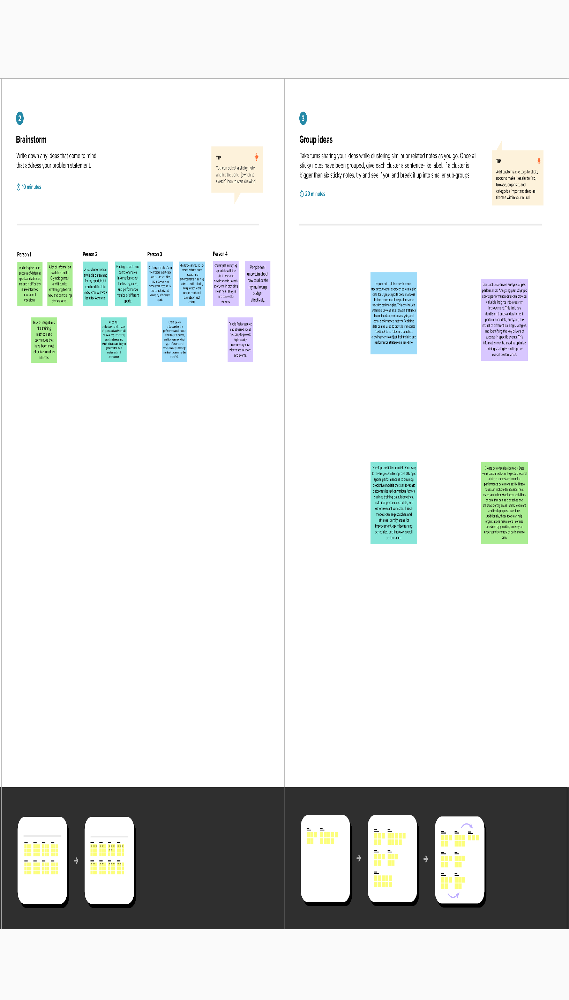 2
Brainstorm
Write down any ideas that come to mind
that address your problem statement.
10 minutes
TIP
You can select a sticky note
and hit the pencil [switch to
sketch] icon to start drawing!
Person 1
predicting the future
success of different
sports and athletes,
making it difficult to
make informed
investment
decisions.
A lot of information
available on the
Olympic games,
and it can be
challenging to find
new and compelling
stories to tell.
lack of insight into
the training
methods and
techniques that
have been most
effective for other
athletes.
Person 2
A lot of information
available on training
for my sport, but it
can be difficult to
know what will work
best for Athelete.
Finding reliable and
comprehensive
information about
the history, rules,
and performance
metrics of different
sports.
Struggling in
understanding what types
of sports and activities will
be most popular with my
target audience, and
which athletes are likely to
generate the most
excitement and
attendance.
Person 3
Challenges in identifying
the most relevant data
sources and variables,
and in developing
models that account for
the complexity and
variability of different
sports.
challenges in staying up-
todate with the latest
research and
advancements in training
science, and in tailoring
my approach to the
unique needs and
strengths of each
athlete.
Challenges in
understanding the
preferences and behavior
of my target audience,
and to determine which
types of promotional
activities and partnerships
are likely to generate the
most ROI.
Person 4
challenges in staying
up-todate with the
latest news and
developments in each
sport, and in providing
meaningful analysis
and context to
viewers.
People feel
uncertain about
how to allocate
my marketing
budget
effectively.
People feel pressured
and stressed about
my ability to provide
high-quality
commentary on a
wide range of sports
and events.
3
Group ideas
Take turns sharing your ideas while clustering similar or related notes as you go. Once all
sticky notes have been grouped, give each cluster a sentence-like label. If a cluster is
bigger than six sticky notes, try and see if you and break it up into smaller sub-groups.
20 minutes
TIP
Add customizable tags to sticky
notes to make it easier to find,
browse, organize, and
categorize important ideas as
themes within your mural.
Implement real-time performance
tracking: Another approach to leveraging
data for Olympic sports performance is
to implement real-time performance
tracking technologies. This can include
wearable devices and sensors that track
biometric data, motion analysis, and
other performance metrics. Real-time
data can be used to provide immediate
feedback to athletes and coaches,
allowing them to adjust their training and
performance strategies in real-time.
Conduct data-driven analysis of past
performance: Analyzing past Olympic
sports performance data can provide
valuable insights into areas for
improvement. This includes
identifying trends and patterns in
performance data, analyzing the
impact of different training strategies,
and identifying the key drivers of
success in specific events. This
information can be used to optimize
training strategies and improve
overall performance.
Develop predictive models: One way
to leverage data to improve Olympic
sports performance is to develop
predictive models that can forecast
outcomes based on various factors
such as training data, biometrics,
historical performance data, and
other relevant variables. These
models can help coaches and
athletes identify areas for
improvement, optimize training
schedules, and improve overall
performance.
Create data visualization tools: Data
visualization tools can help coaches and
athletes understand complex
performance data more easily. These
tools can include dashboards, heat
maps, and other visual representations
of data that can help coaches and
athletes identify areas for improvement
and track progress over time.
Additionally, these tools can help
organizations make more informed
decisions by providing an easy-to-
understand summary of performance
data.